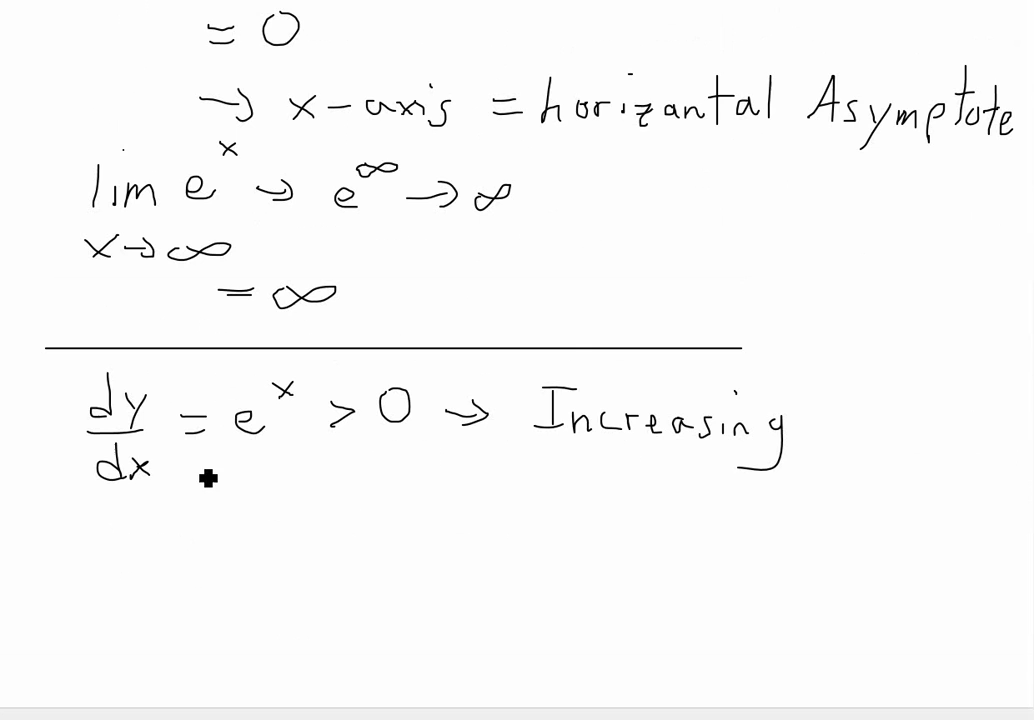 = 0
→ x-axis = horizantal Asymptote
lim e^x → e^∞ → ∞
x→∞
= ∞
dy/dx = e^x > 0 → Increasing